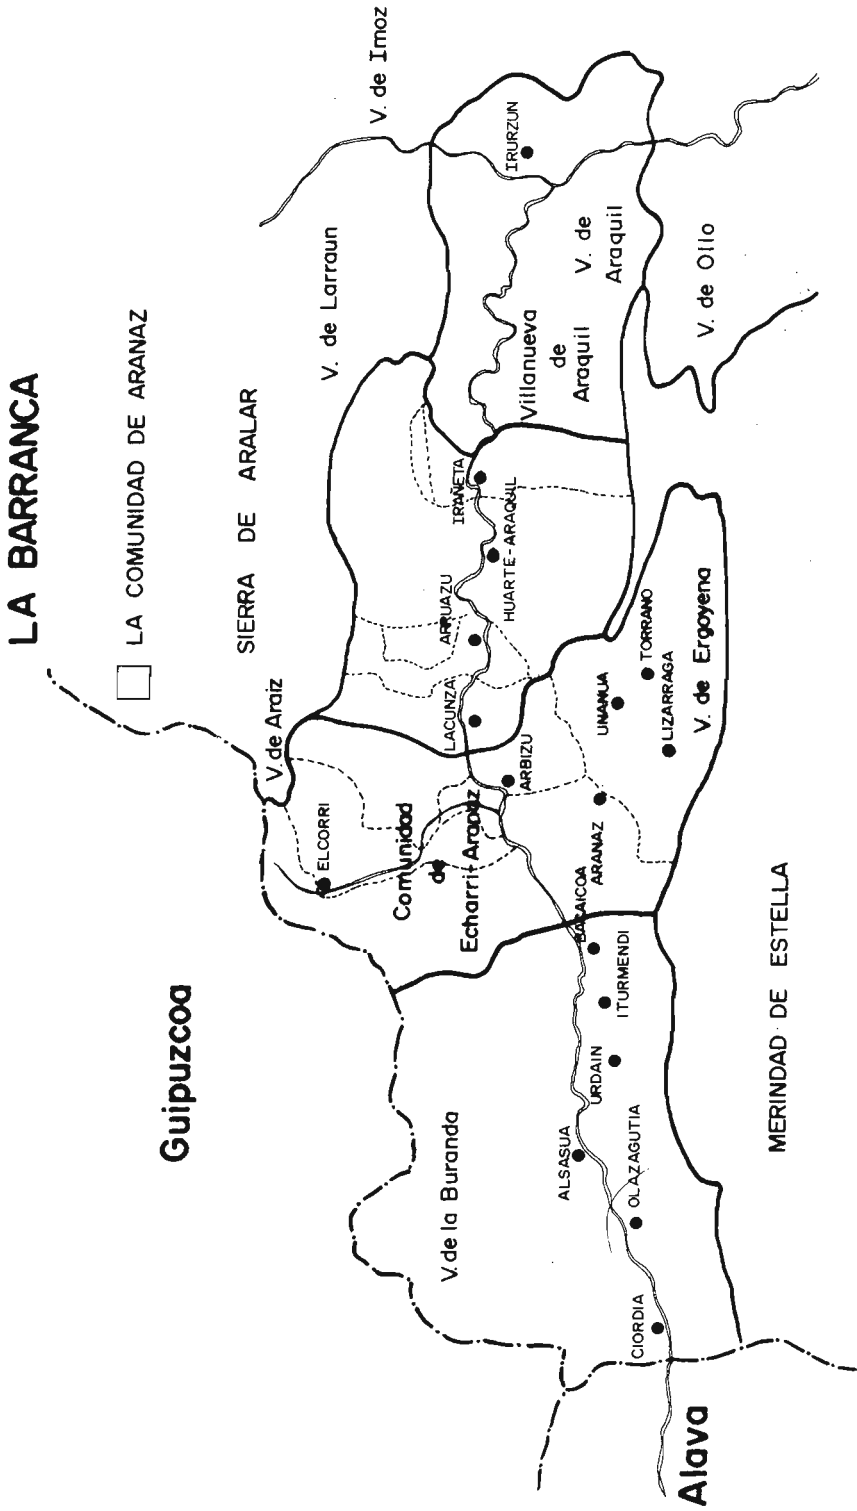 LA BARRANCA
LA COMUNIDAD DE ARANAZ
SIERRA DE ARALAR
Guipuzcoa
V. de Imoz
V. de Larraun
V. de Araiz
ELCORRI
Comunidad
de
Echarri-Aranaz
V. de la Buranda
IRURZUN
V. de
Araquil
Villanueva
de
Araquil
IRAÑETA
HUARTE-ARAQUIL
ARRUAZU
LACUNZA
ARBIZU
ARANAZ
BACAICOA
ITURMENDI
URDAIN
ALSASUA
OLAZAGUTIA
CIORDIA
UNANUA
TORRANO
LIZARRAGA
V. de Ergoyena
V. de Ollo
MERINDAD DE ESTELLA
Alava